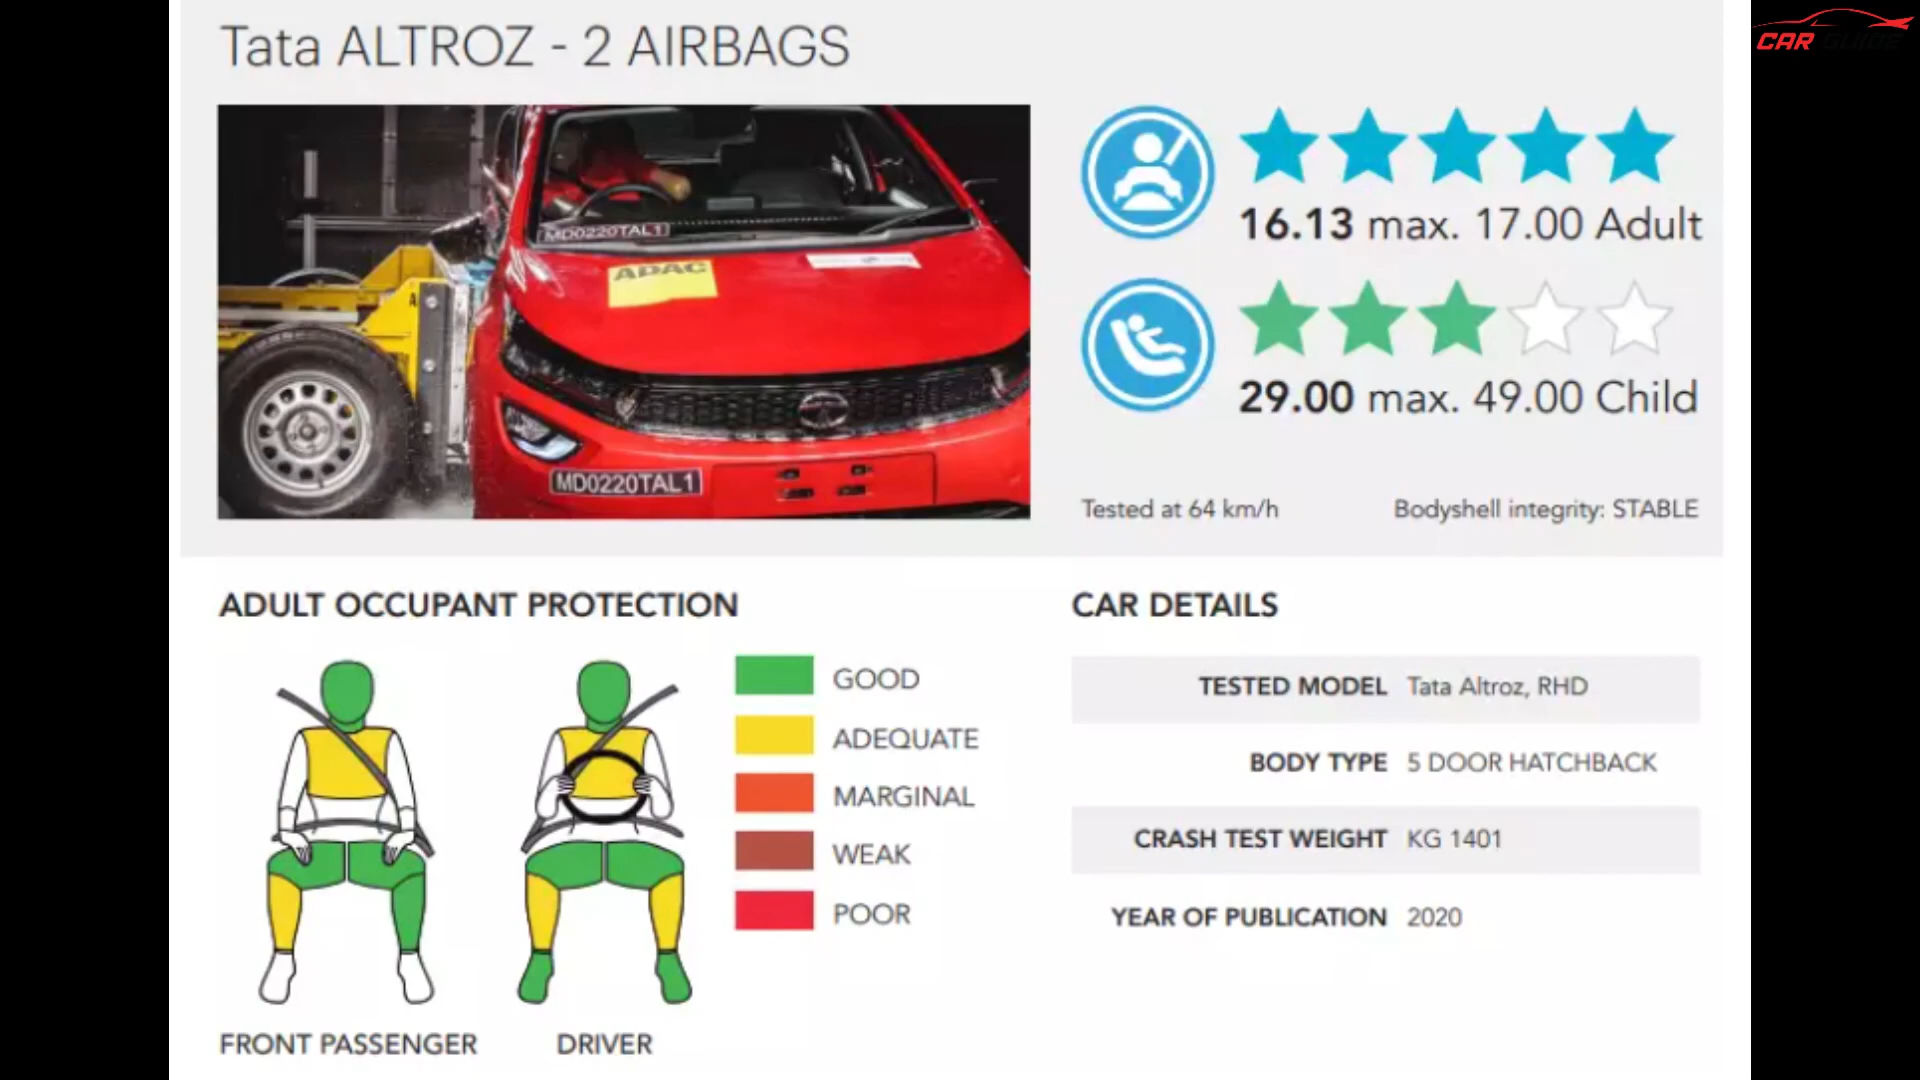 Tata ALTROZ - 2 AIRBAGS
CAR GUIDE
MD0220TAL1
ADAC
MD0220TAL1
16.13 max. 17.00 Adult
29.00 max. 49.00 Child
Tested at 64 km/h
Bodyshell integrity: STABLE
ADULT OCCUPANT PROTECTION
GOOD
ADEQUATE
MARGINAL
WEAK
POOR
FRONT PASSENGER
DRIVER
CAR DETAILS
TESTED MODEL Tata Altroz, RHD
BODY TYPE 5 DOOR HATCHBACK
CRASH TEST WEIGHT KG 1401
YEAR OF PUBLICATION 2020